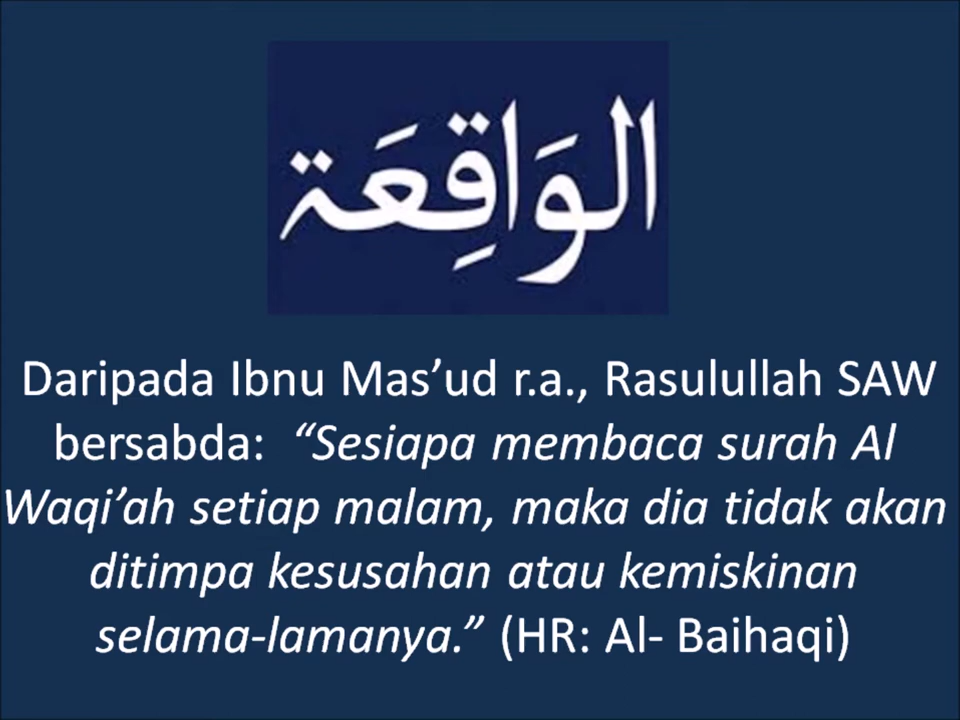 الوَاقِعَة
Daripada Ibnu Mas’ud r.a., Rasulullah SAW
bersabda: “Sesiapa membaca surah Al
Waqi’ah setiap malam, maka dia tidak akan
ditimpa kesusahan atau kemiskinan
selama-lamanya.” (HR: Al- Baihaqi)